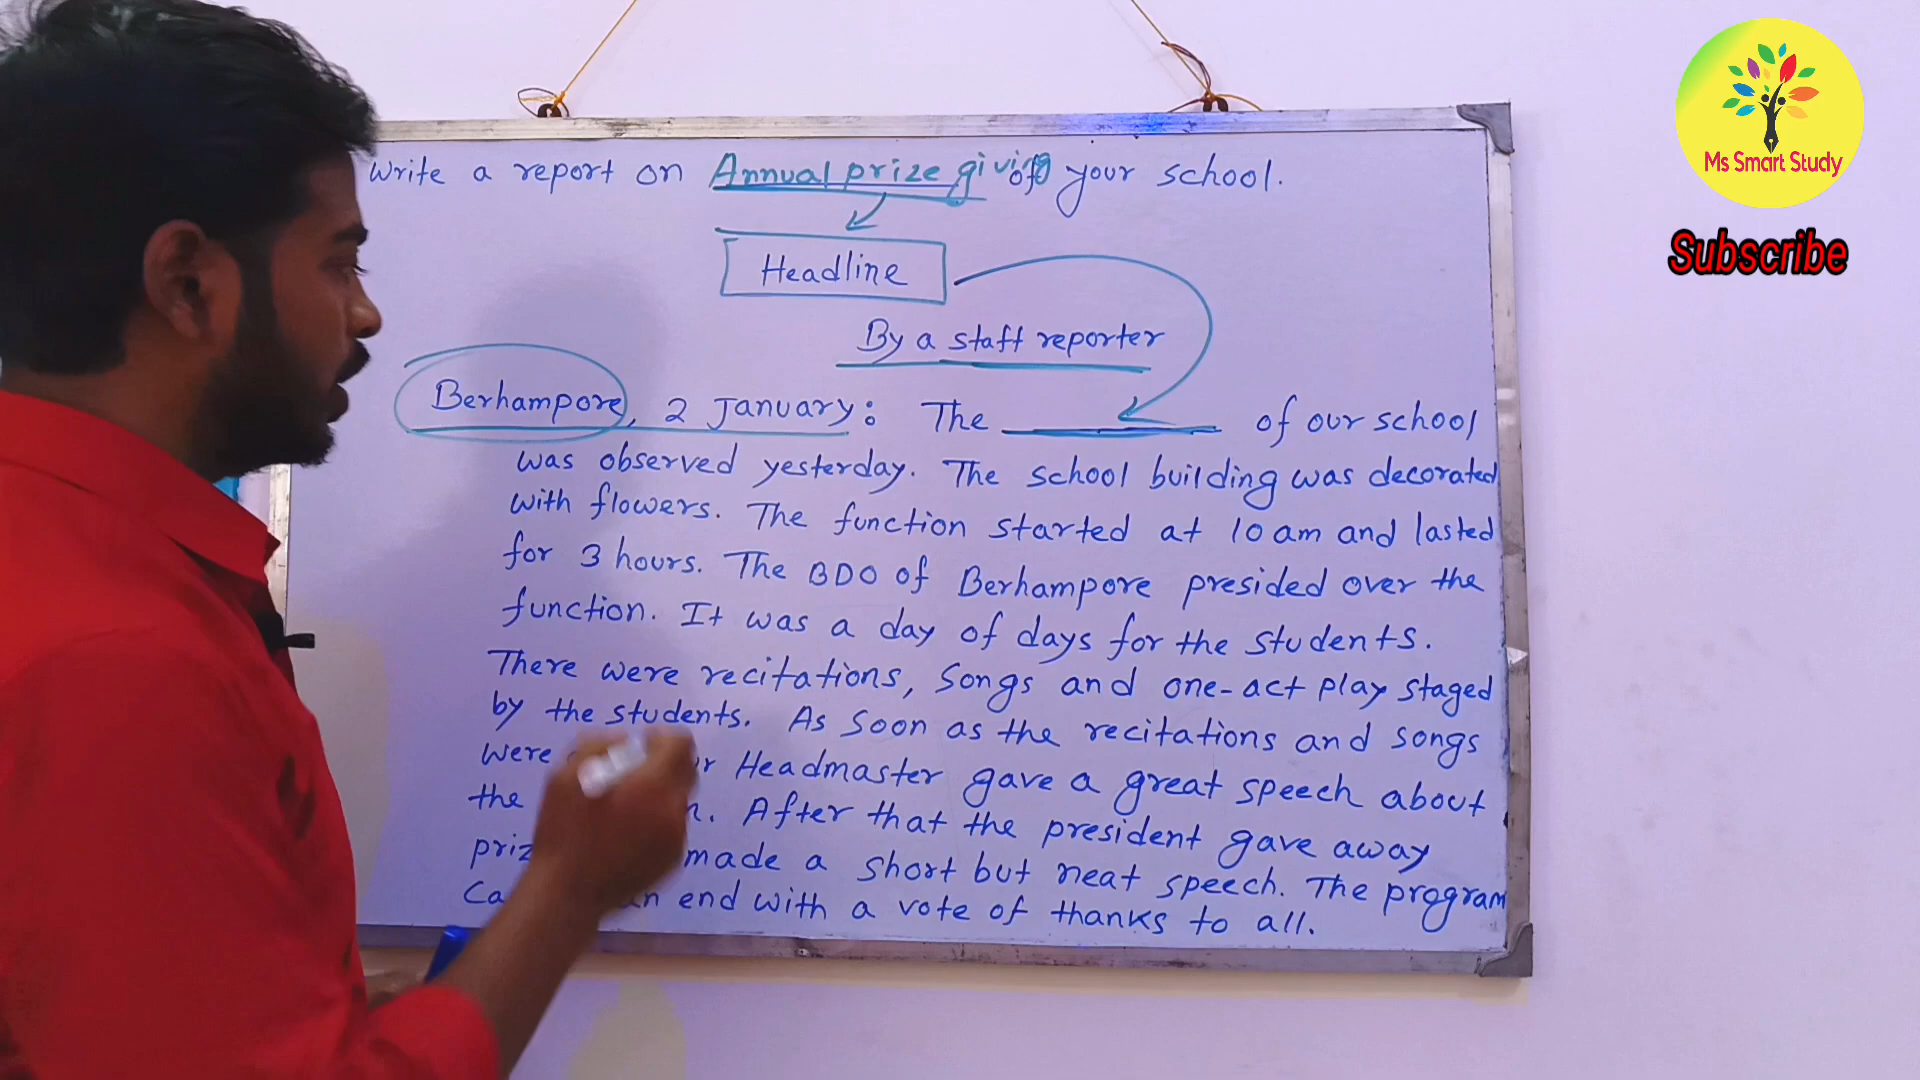 Write a report on Annual prize giving of your school.
Headline
By a staff reporter
Berhampore, 2 January: The of our school
was observed yesterday. The school building was decorated
with flowers. The function started at 10 am and lasted
for 3 hours. The BDO of Berhampore presided over the
function. It was a day of days for the students.
There were recitations, songs and one-act play staged
by the students. As soon as the recitations and songs
were Headmaster gave a great speech about
the After that the president gave away
made a short but neat speech. The program
end with a vote of thanks to all.
Ms Smart Study
Subscribe